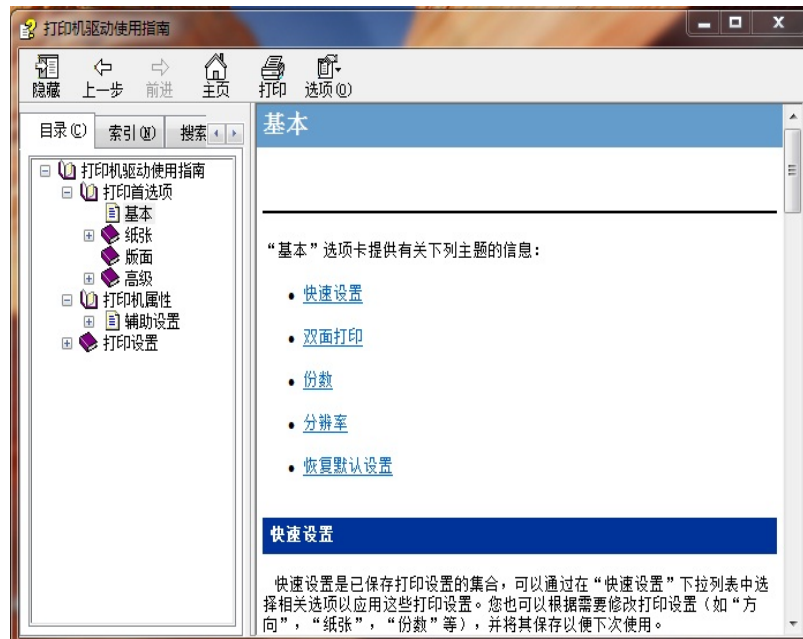 打印机驱动使用指南
隐藏 上一步 前进 主页 打印 选项(O)
目录(C) 索引(N) 搜索
打印机驱动使用指南
打印首选项
基本
纸张
版面
高级
打印机属性
辅助设置
打印设置
基本
“基本”选项卡提供有关下列主题的信息：
• 快速设置
• 双面打印
• 份数
• 分辨率
• 恢复默认设置
快速设置
快速设置是已保存打印设置的集合，可以通过在“快速设置”下拉列表中选
择相关选项以应用这些打印设置。您也可以根据需要修改打印设置（如“方
向”，“纸张”，“份数”等），并将其保存以便下次使用。